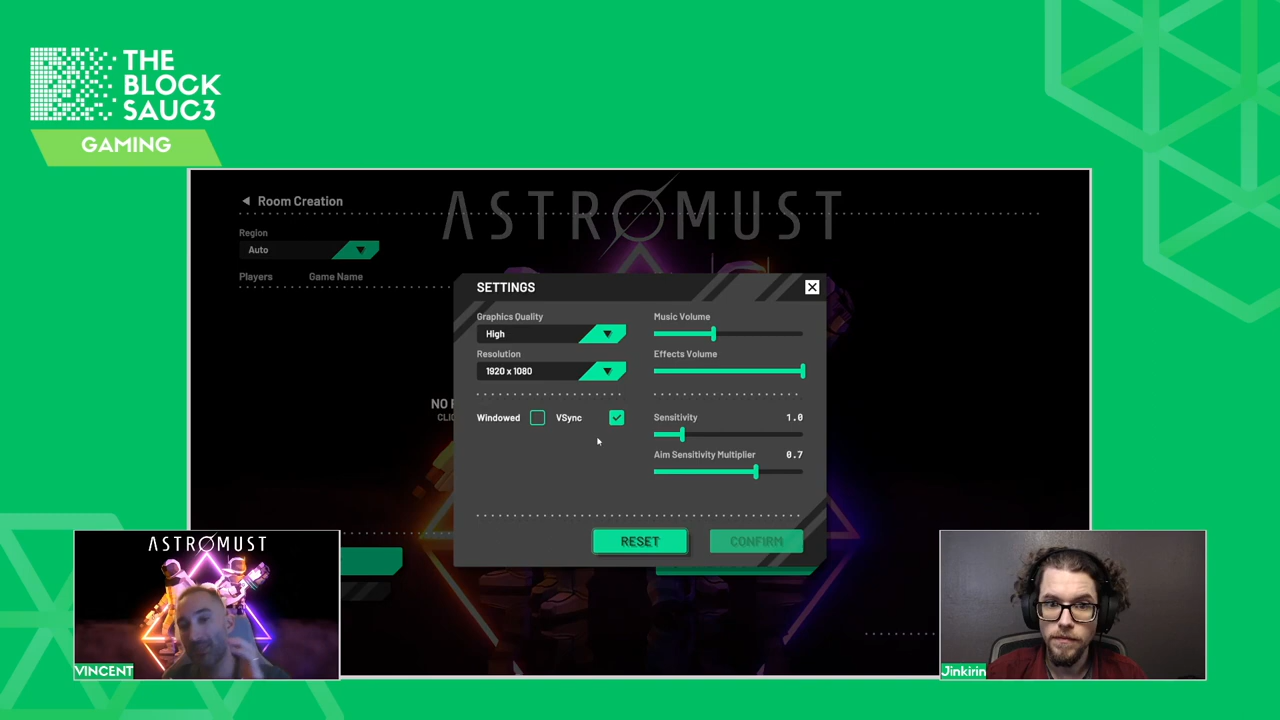 THE
BLOCK
SAUC3
GAMING
ASTROMUST
Room Creation
Region
Auto
Players Game Name
SETTINGS
Graphics Quality
High
Resolution
1920 x 1080
Windowed VSync
Music Volume
Effects Volume
Sensitivity 1.0
Aim Sensitivity Multiplier 0.7
RESET CONFIRM
ASTROMUST
VINCENT
Jinkirin